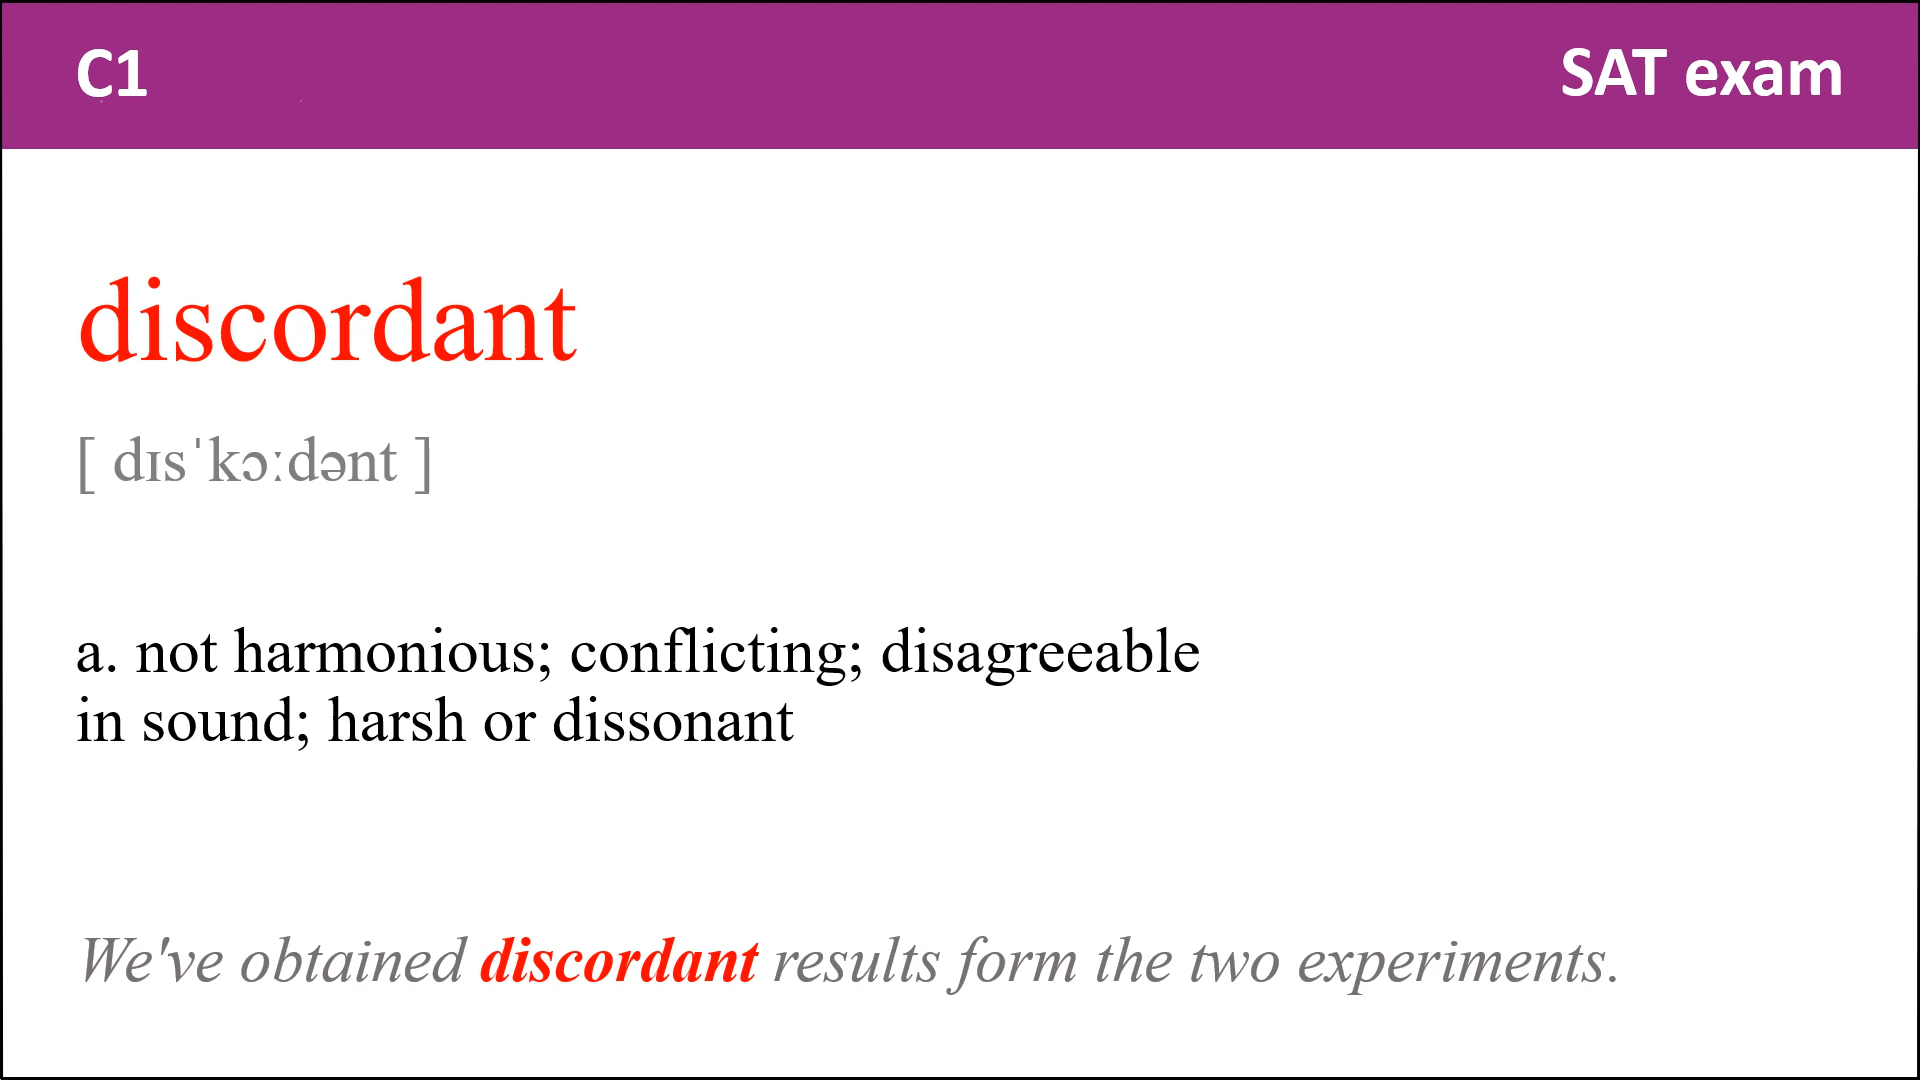 C1 SAT exam
discordant
[ dɪsˈkɔːdənt ]
a. not harmonious; conflicting; disagreeable
in sound; harsh or dissonant
We've obtained discordant results form the two experiments.